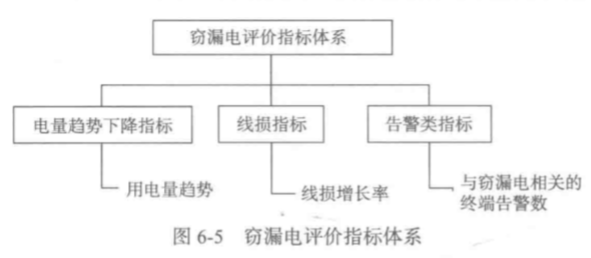 窃漏电评价指标体系
电量趋势下降指标 线损指标 告警类指标
用电量趋势 线损增长率 与窃漏电相关的
终端告警数
图 6-5 窃漏电评价指标体系